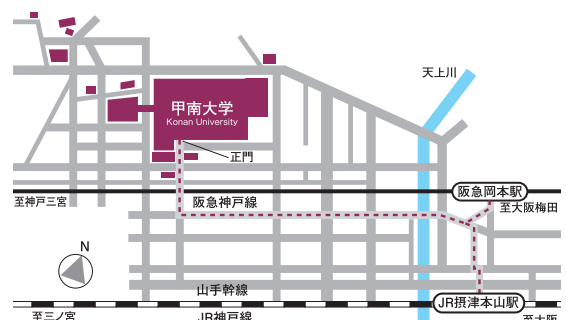 天上川
甲南大学
Konan University
正門
阪急岡本駅
至神戸三宮
阪急神戸線
至大阪梅田
N
山手幹線
JR摂津本山駅
至三ノ宮
JR神戸線
至大阪